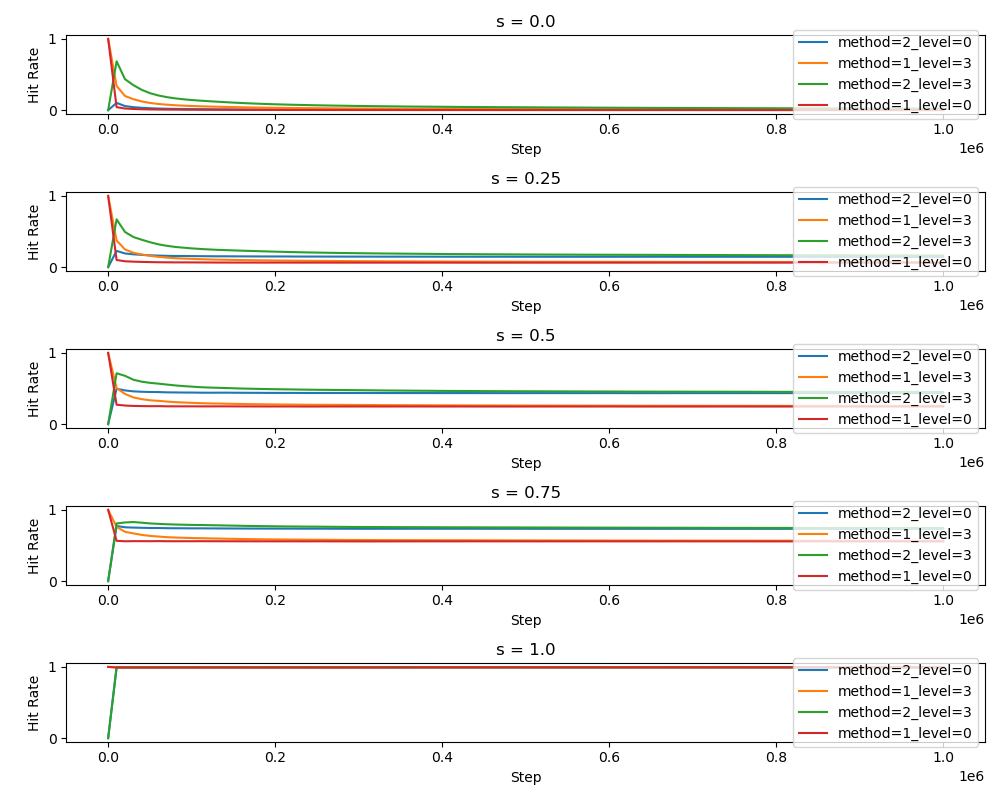 s = 0.0
Hit Rate
1
0
method=2_level=0
method=1_level=3
method=2_level=3
method=1_level=0
0.0 0.2 0.4 0.6 0.8 1.0
Step
1e6
s = 0.25
Hit Rate
1
0
method=2_level=0
method=1_level=3
method=2_level=3
method=1_level=0
0.0 0.2 0.4 0.6 0.8 1.0
Step
1e6
s = 0.5
Hit Rate
1
0
method=2_level=0
method=1_level=3
method=2_level=3
method=1_level=0
0.0 0.2 0.4 0.6 0.8 1.0
Step
1e6
s = 0.75
Hit Rate
1
0
method=2_level=0
method=1_level=3
method=2_level=3
method=1_level=0
0.0 0.2 0.4 0.6 0.8 1.0
Step
1e6
s = 1.0
Hit Rate
1
0
method=2_level=0
method=1_level=3
method=2_level=3
method=1_level=0
0.0 0.2 0.4 0.6 0.8 1.0
Step
1e6